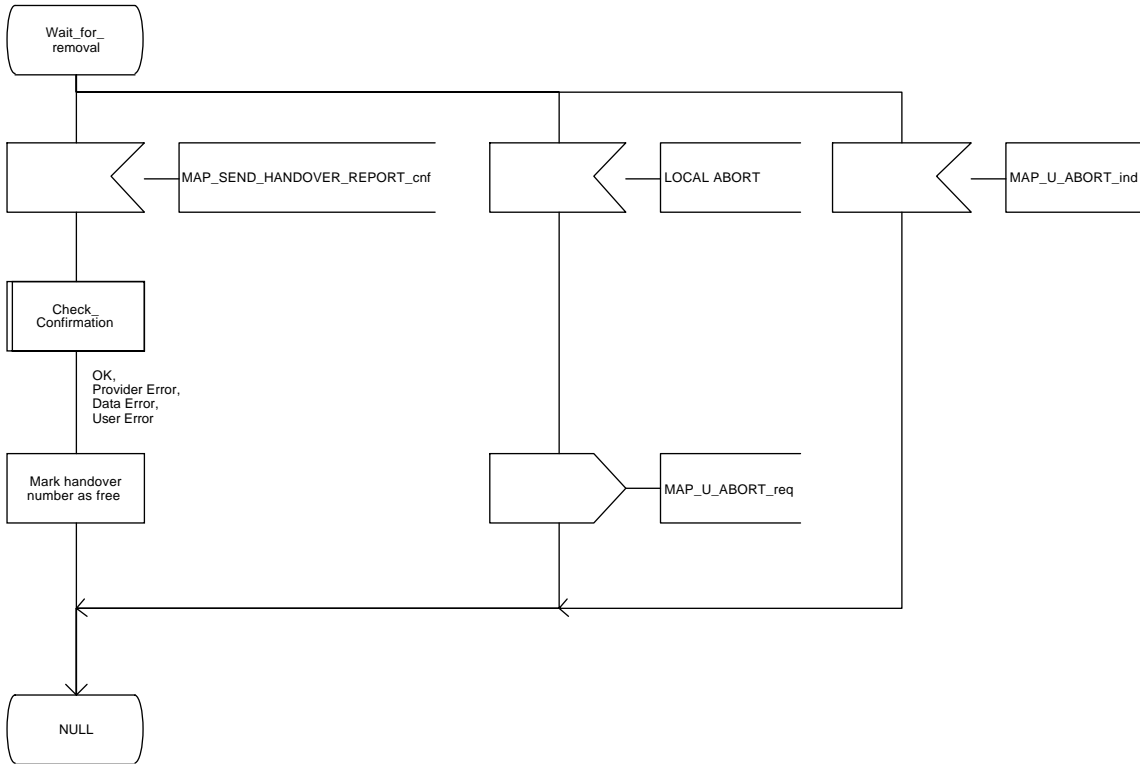 Wait_for_
removal
MAP_SEND_HANDOVER_REPORT_cnf
LOCAL ABORT
MAP_U_ABORT_ind
Check_
Confirmation
OK,
Provider Error,
Data Error,
User Error
Mark handover
number as free
MAP_U_ABORT_req
NULL